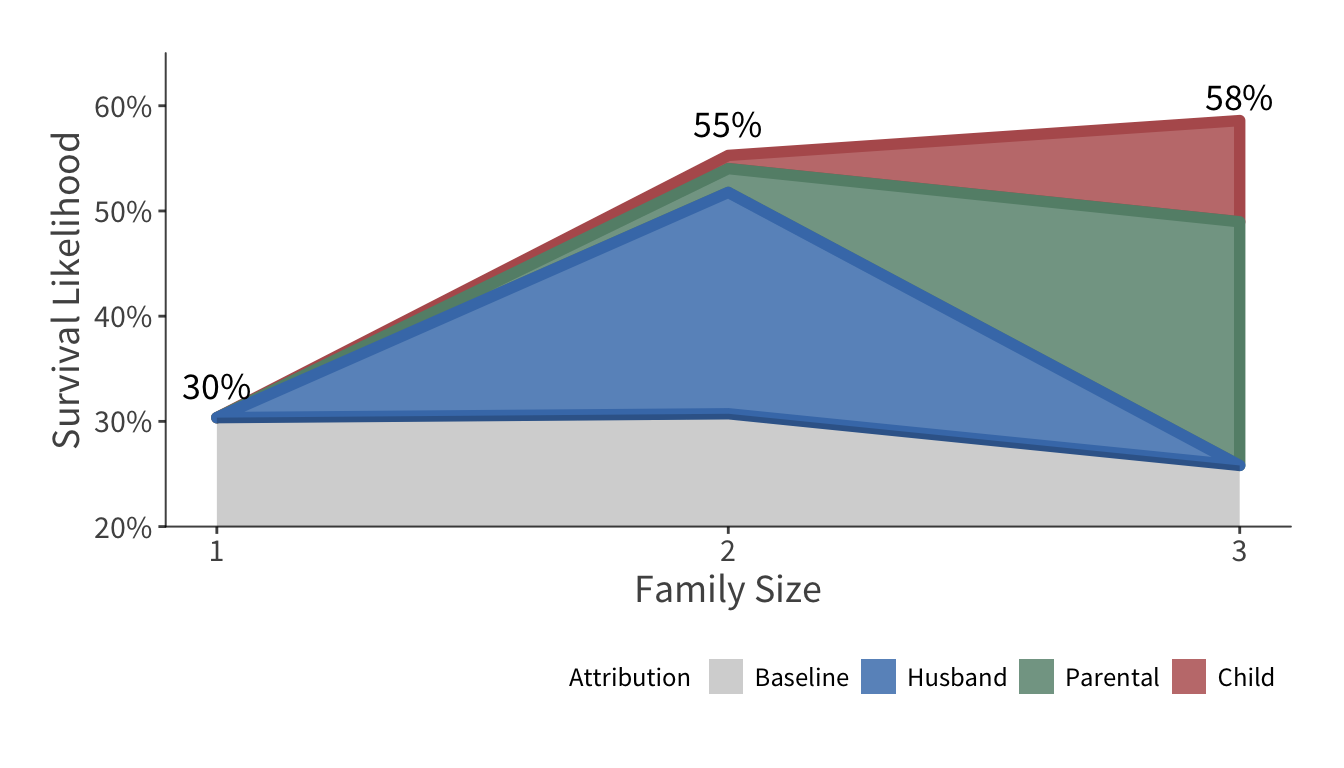 Survival Likelihood
60%
50%
40%
30%
20%
30%
55%
58%
1 2 3
Family Size
Attribution Baseline Husband Parental Child